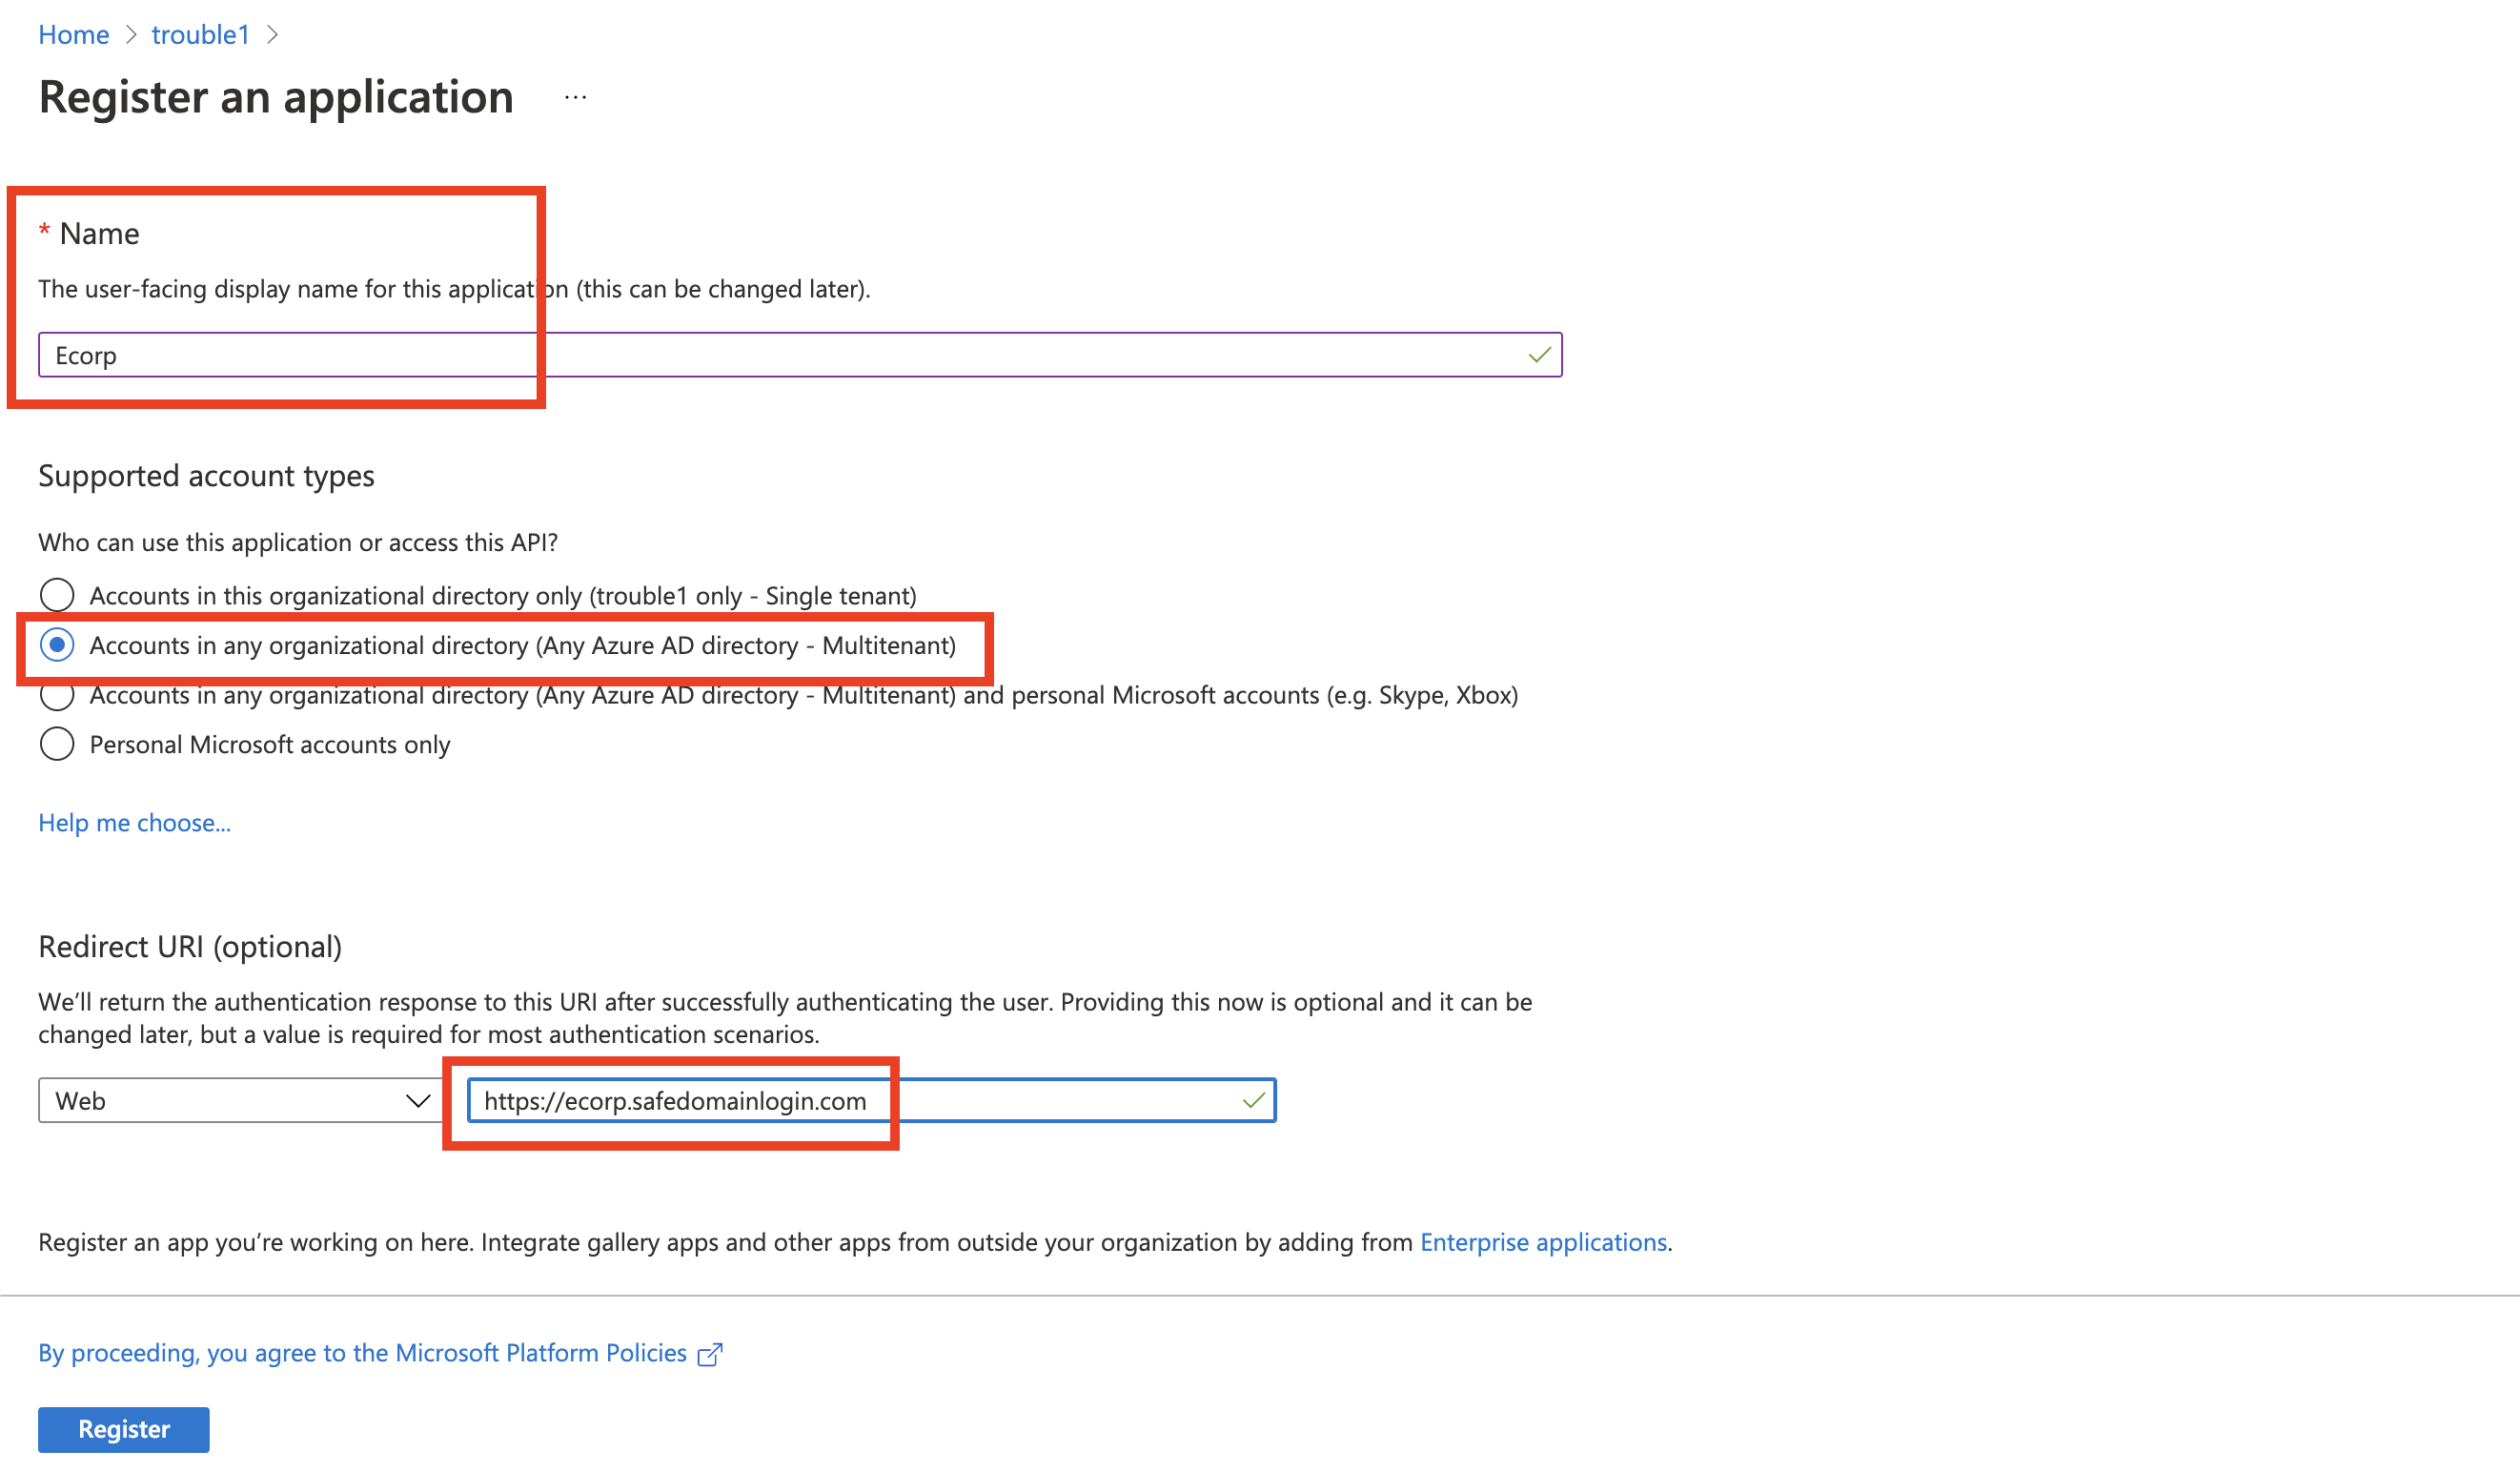 Home > trouble1 >
Register an application ...
* Name
The user-facing display name for this application (this can be changed later).
Ecorp
Supported account types
Who can use this application or access this API?
Accounts in this organizational directory only (trouble1 only - Single tenant)
Accounts in any organizational directory (Any Azure AD directory - Multitenant)
Accounts in any organizational directory (Any Azure AD directory - Multitenant) and personal Microsoft accounts (e.g. Skype, Xbox)
Personal Microsoft accounts only
Help me choose...
Redirect URI (optional)
We’ll return the authentication response to this URI after successfully authenticating the user. Providing this now is optional and it can be
changed later, but a value is required for most authentication scenarios.
Web https://ecorp.safedomainlogin.com
Register an app you’re working on here. Integrate gallery apps and other apps from outside your organization by adding from Enterprise applications.
By proceeding, you agree to the Microsoft Platform Policies
Register